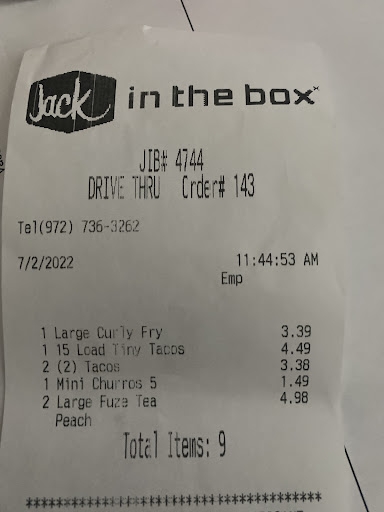 Jack in the box
JIB# 4744
DRIVE THRU Order# 143
Tel(972) 736-3262
7/2/2022 11:44:53 AM
Emp
1 Large Curly Fry 3.39
1 15 Load Tiny Tacos 4.49
2 (2) Tacos 3.38
1 Mini Churros 5 1.49
2 Large Fuze Tea 4.98
Peach
Total Items: 9
****************************************